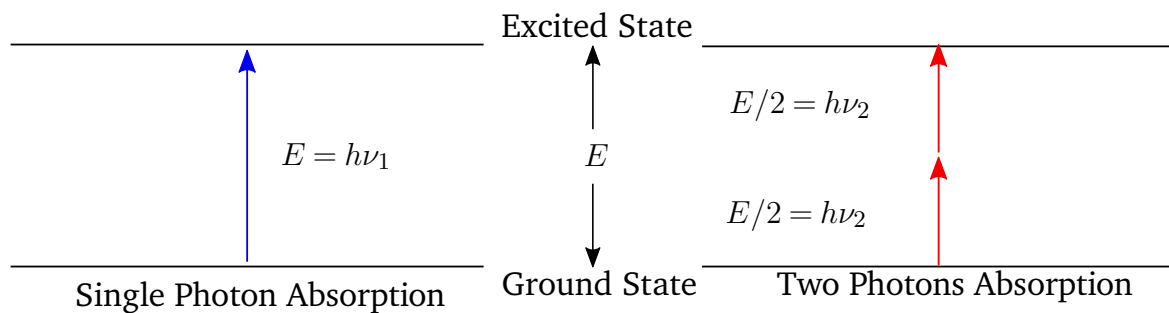 Excited State
E = hν₁
E
E/2 = hν₂
E/2 = hν₂
Single Photon Absorption
Ground State
Two Photons Absorption